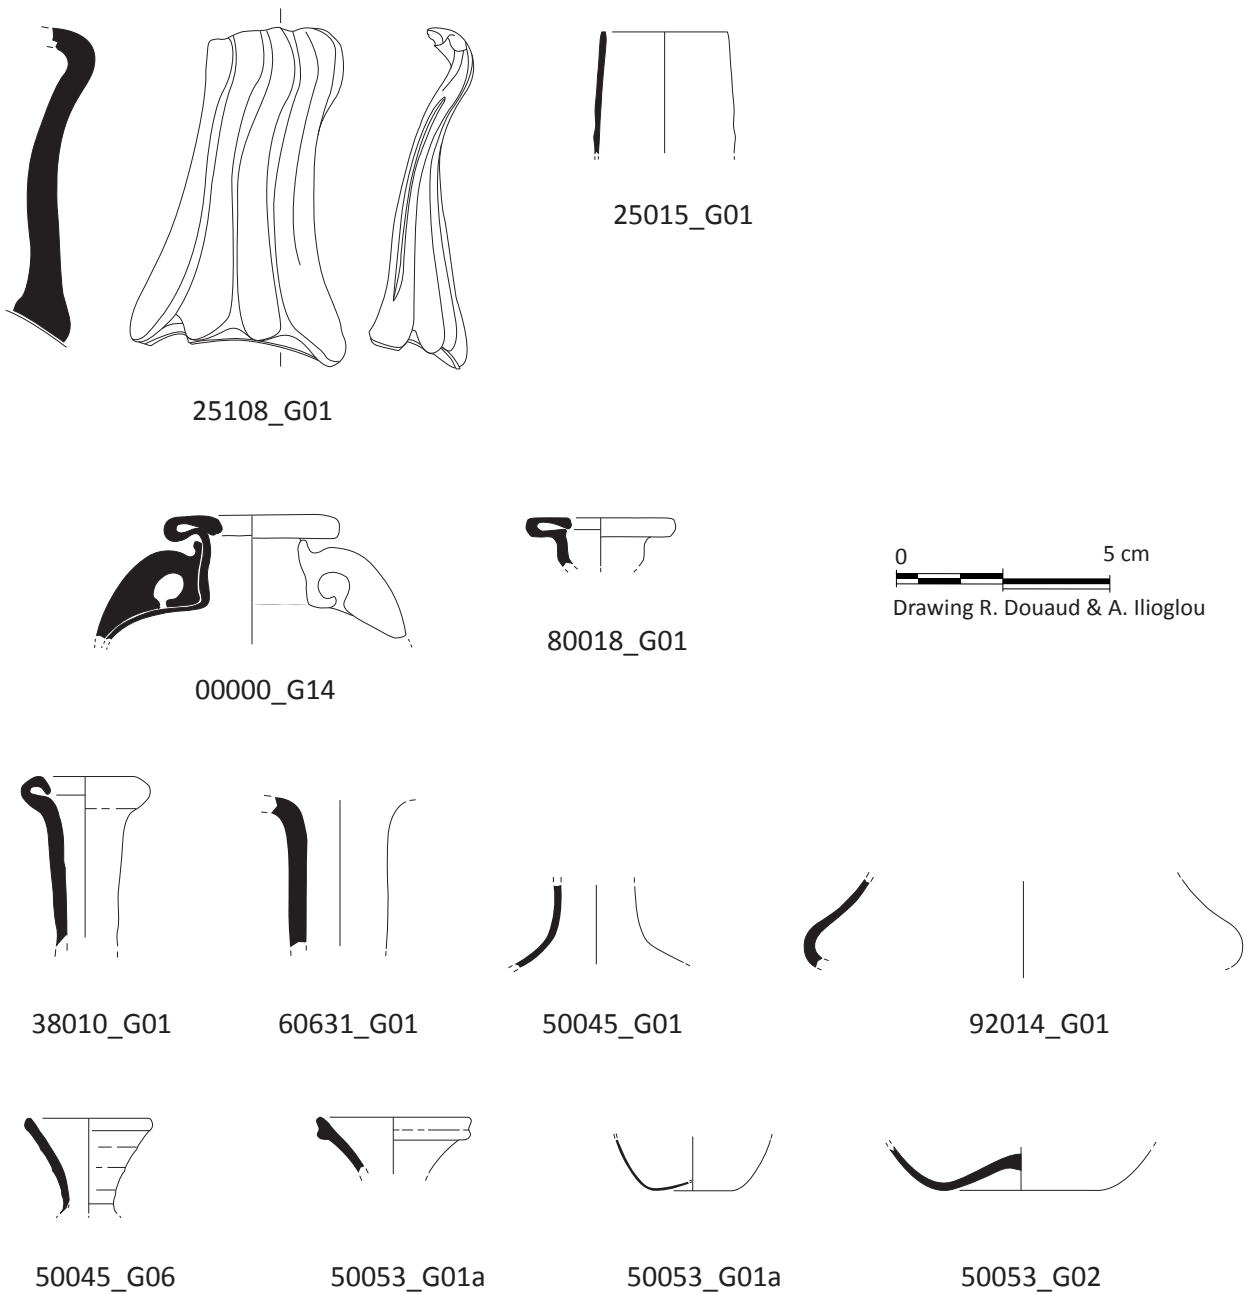 25015_G01
25108_G01
0 5 cm
Drawing R. Douaud & A. Ilioglou
80018_G01
00000_G14
38010_G01 60631_G01 50045_G01 92014_G01
50045_G06 50053_G01a 50053_G01a 50053_G02